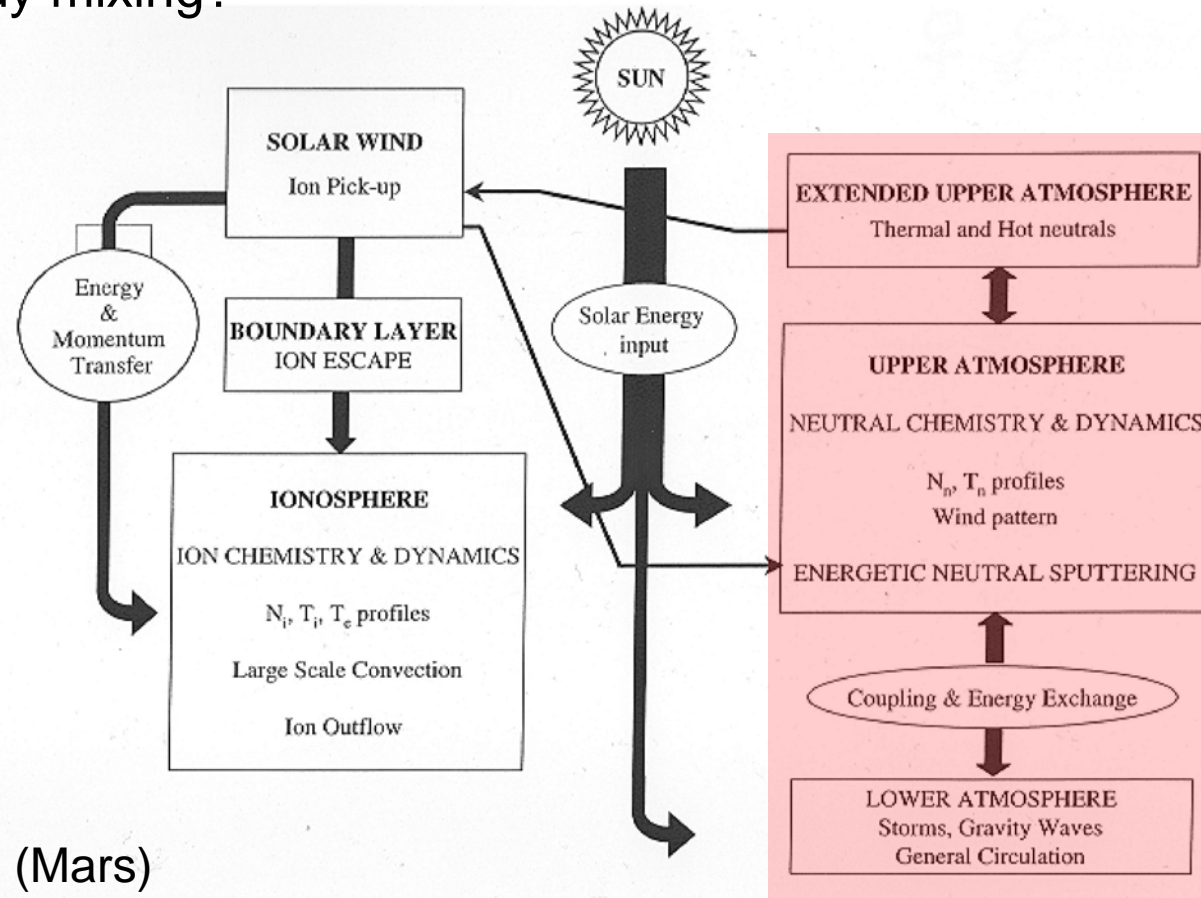 mixing?
SUN
SOLAR WIND
Ion Pick-up
Energy
&
Momentum
Transfer
BOUNDARY LAYER
ION ESCAPE
IONOSPHERE
ION CHEMISTRY & DYNAMICS
Nᵢ, Tᵢ, Tₑ profiles
Large Scale Convection
Ion Outflow
Solar Energy
input
EXTENDED UPPER ATMOSPHERE
Thermal and Hot neutrals
UPPER ATMOSPHERE
NEUTRAL CHEMISTRY & DYNAMICS
Nₙ, Tₙ profiles
Wind pattern
ENERGETIC NEUTRAL SPUTTERING
Coupling & Energy Exchange
LOWER ATMOSPHERE
Storms, Gravity Waves
General Circulation
(Mars)